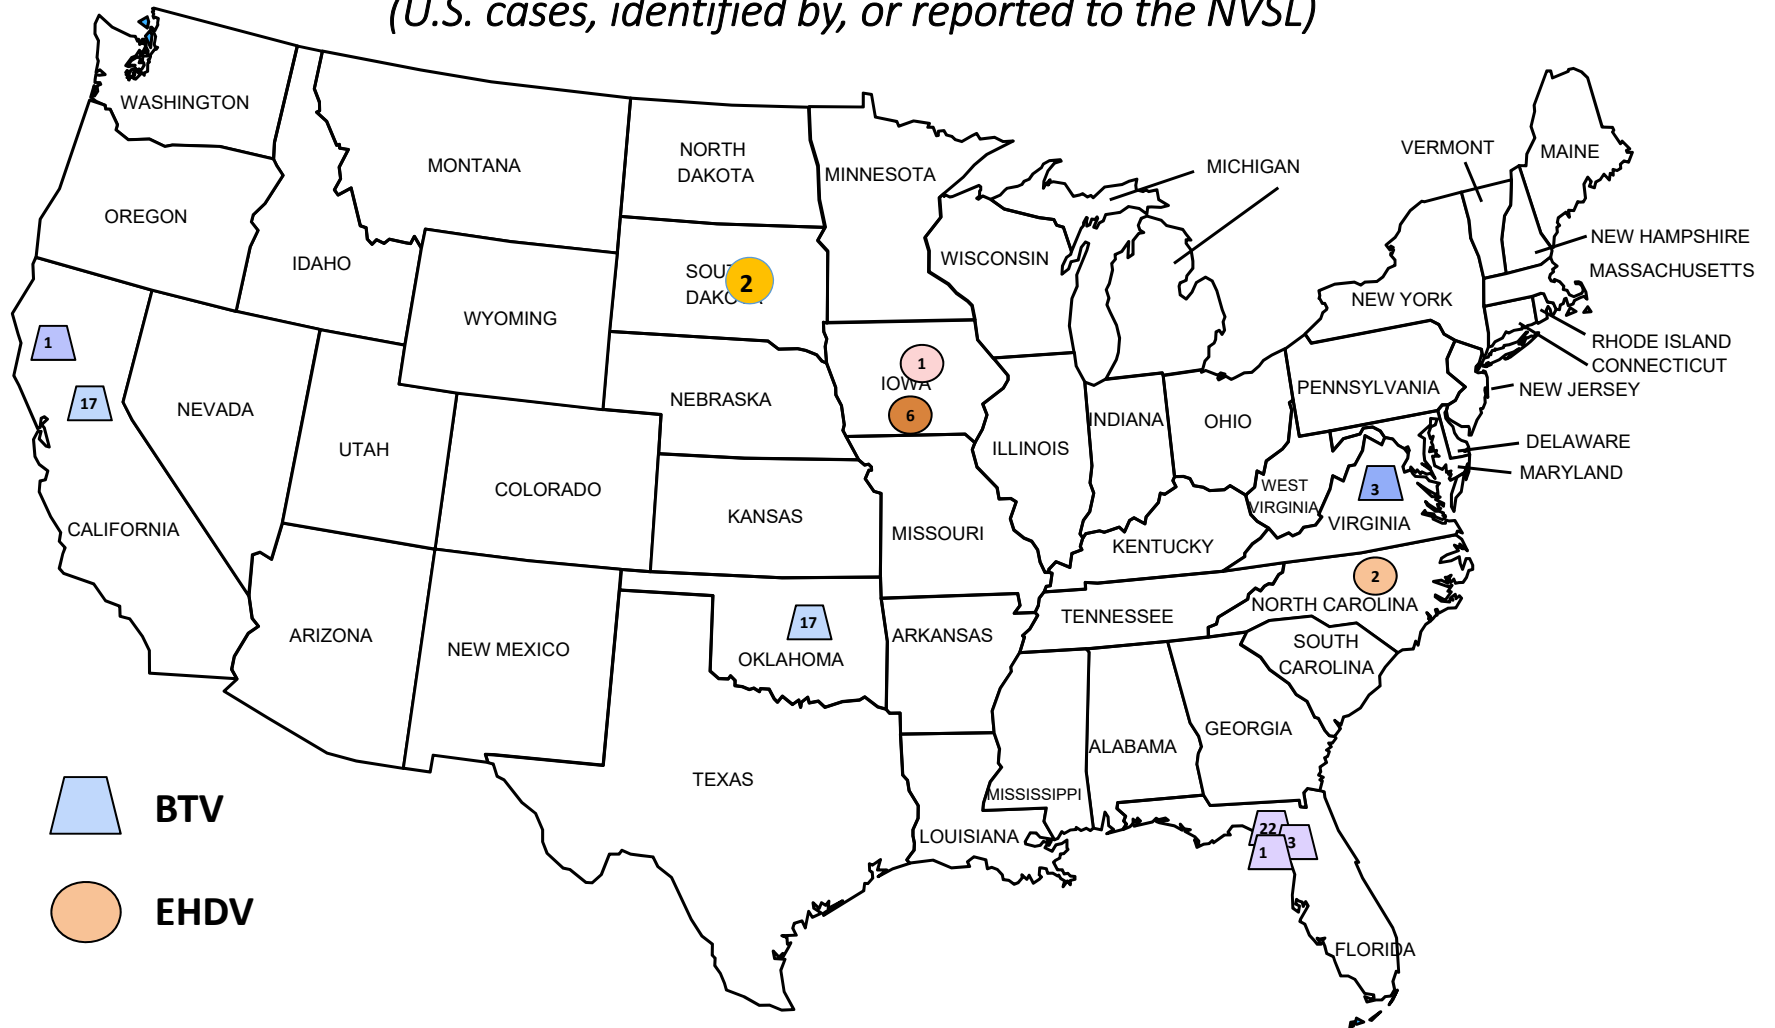 (U.S. cases, identified by, or reported to the NVSL)
WASHINGTON
OREGON
MONTANA
IDAHO
NORTH
DAKOTA
MINNESOTA
MICHIGAN
VERMONT
MAINE
NEW HAMPSHIRE
MASSACHUSETTS
WISCONSIN
NEW YORK
SOUTH
DAKOTA
2
WYOMING
1
17
NEVADA
UTAH
COLORADO
NEBRASKA
1
IOWA
6
ILLINOIS
INDIANA
OHIO
PENNSYLVANIA
RHODE ISLAND
CONNECTICUT
NEW JERSEY
DELAWARE
MARYLAND
CALIFORNIA
KANSAS
MISSOURI
KENTUCKY
WEST
VIRGINIA
3
VIRGINIA
2
NORTH CAROLINA
TENNESSEE
SOUTH
CAROLINA
ARIZONA
NEW MEXICO
17
OKLAHOMA
ARKANSAS
GEORGIA
ALABAMA
MISSISSIPPI
TEXAS
LOUISIANA
22
3
1
FLORIDA
BTV
EHDV